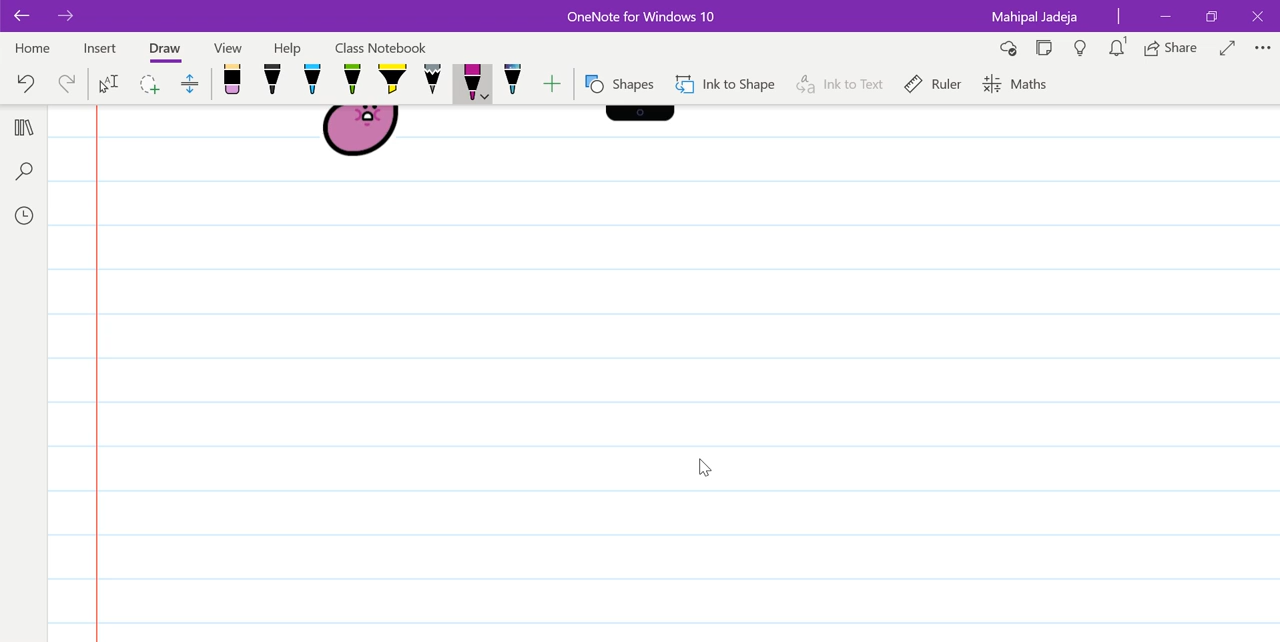 OneNote for Windows 10
Mahipal Jadeja
Home Insert Draw View Help Class Notebook
1
Share
Shapes Ink to Shape Ink to Text Ruler Maths